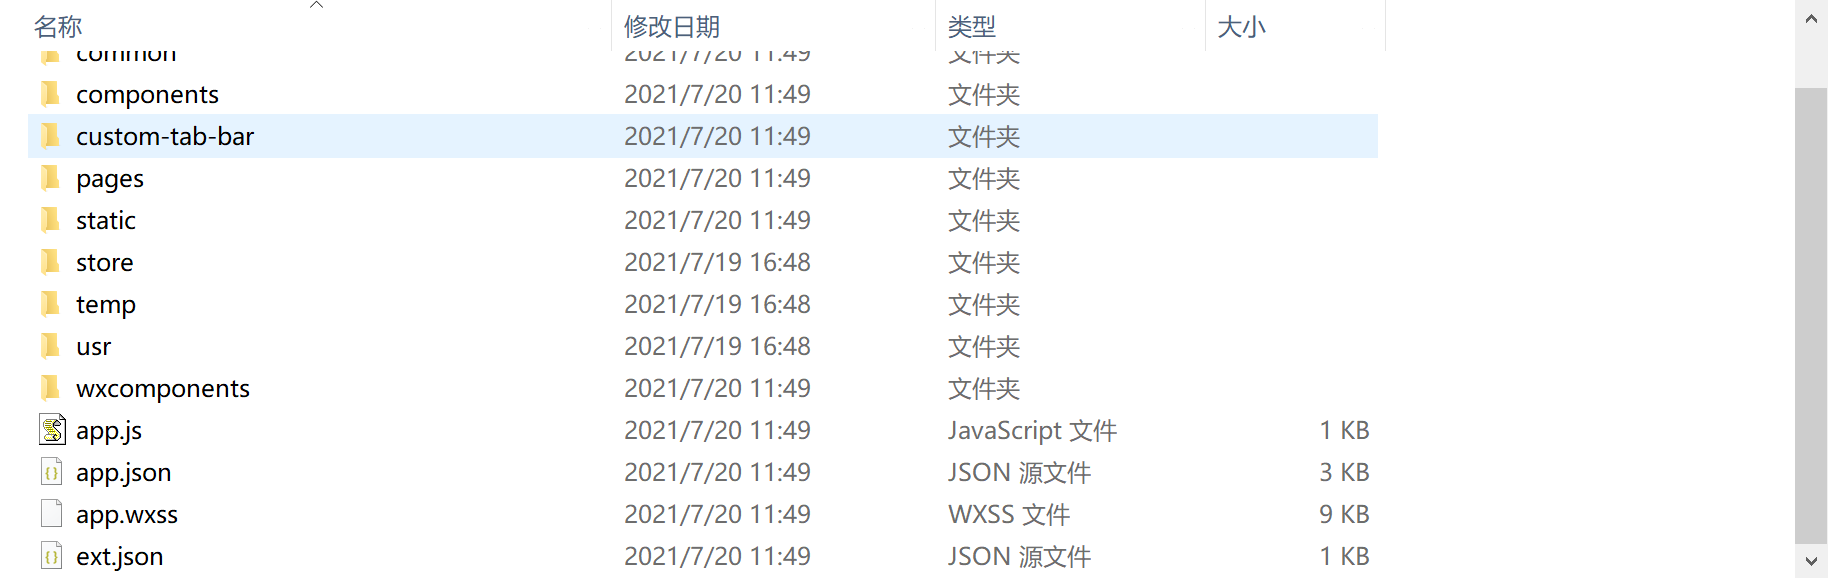 名称 修改日期 类型 大小
common 2021/7/20 11:49 文件夹
components 2021/7/20 11:49 文件夹
custom-tab-bar 2021/7/20 11:49 文件夹
pages 2021/7/20 11:49 文件夹
static 2021/7/20 11:49 文件夹
store 2021/7/19 16:48 文件夹
temp 2021/7/19 16:48 文件夹
usr 2021/7/19 16:48 文件夹
wxcomponents 2021/7/20 11:49 文件夹
app.js 2021/7/20 11:49 JavaScript 文件 1 KB
app.json 2021/7/20 11:49 JSON 源文件 3 KB
app.wxss 2021/7/20 11:49 WXSS 文件 9 KB
ext.json 2021/7/20 11:49 JSON 源文件 1 KB